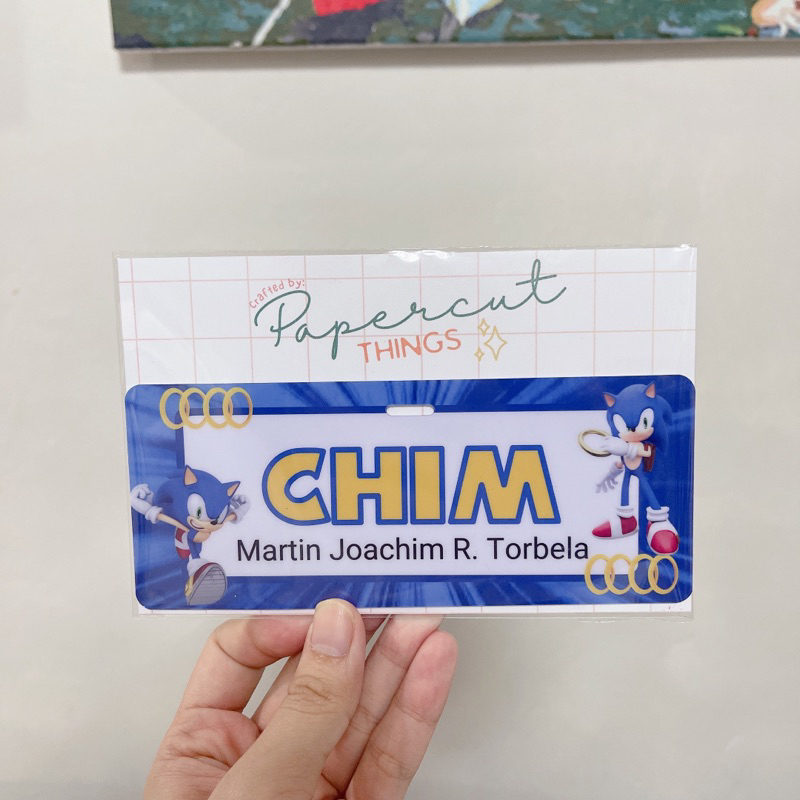 Crafted by:
Papercut
THINGS
CHIM
Martin Joachim R. Torbela